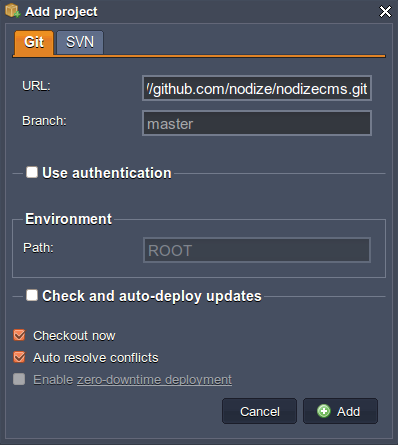 Add project
Git SVN
URL: //github.com/nodize/nodizecms.git
Branch: master
Use authentication
Environment
Path: ROOT
Check and auto-deploy updates
Checkout now
Auto resolve conflicts
Enable zero-downtime deployment
Cancel Add